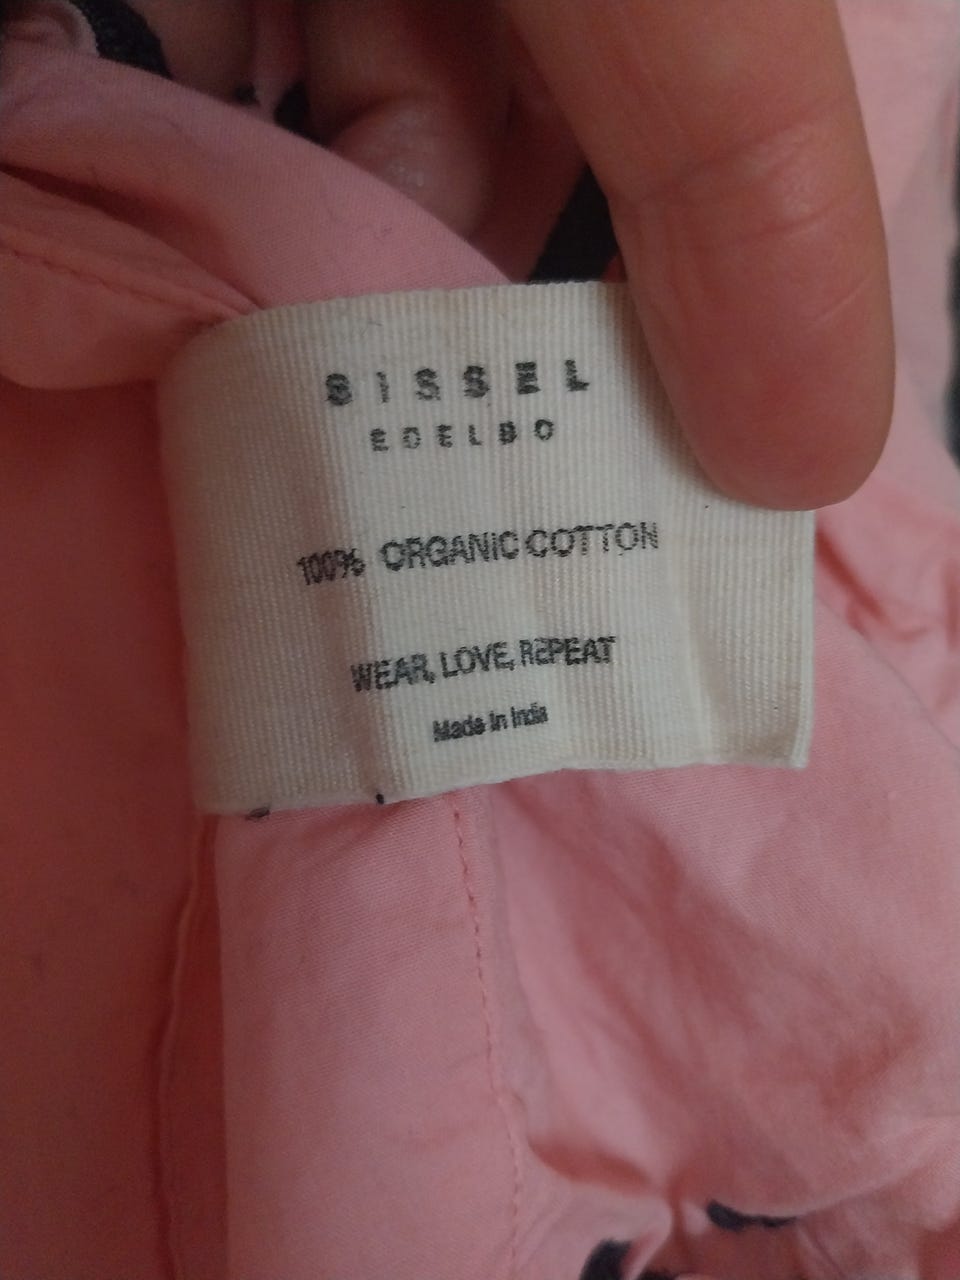 SISSEL
EDELBO
100% ORGANIC COTTON
WEAR, LOVE, REPEAT
Made in India